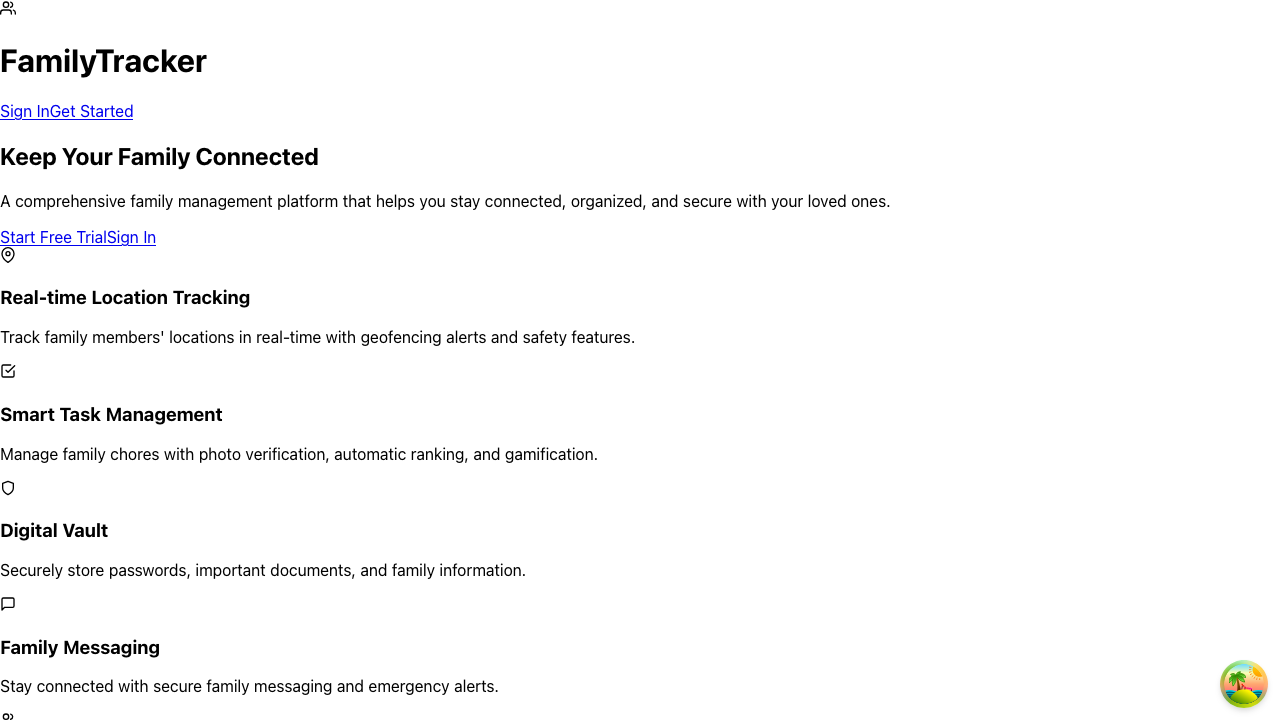 FamilyTracker
Sign InGet Started
Keep Your Family Connected
A comprehensive family management platform that helps you stay connected, organized, and secure with your loved ones.
Start Free TrialSign In
Real-time Location Tracking
Track family members' locations in real-time with geofencing alerts and safety features.
Smart Task Management
Manage family chores with photo verification, automatic ranking, and gamification.
Digital Vault
Securely store passwords, important documents, and family information.
Family Messaging
Stay connected with secure family messaging and emergency alerts.